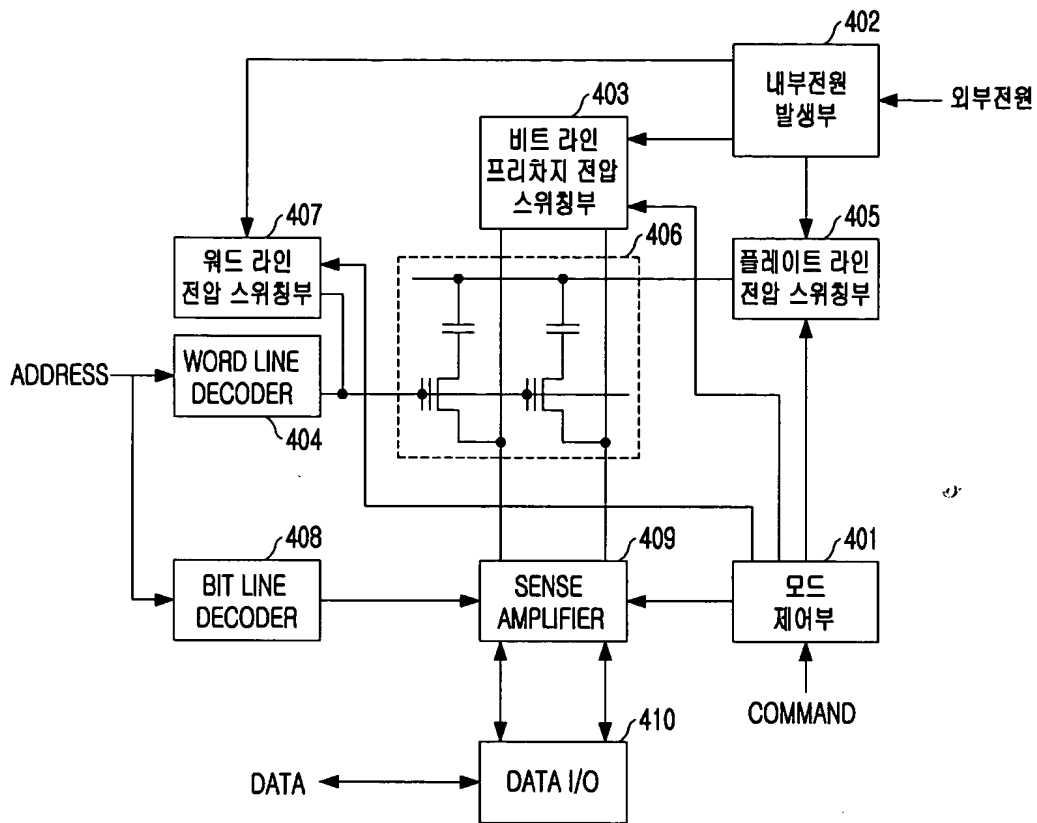 402
내부전원
발생부
외부전원
403
비트 라인
프리차지 전압
스위칭부
407
워드 라인
전압 스위칭부
406
405
플레이트 라인
전압 스위칭부
ADDRESS
WORD LINE
DECODER
404
408
BIT LINE
DECODER
409
SENSE
AMPLIFIER
401
모드
제어부
COMMAND
410
DATA
DATA I/O